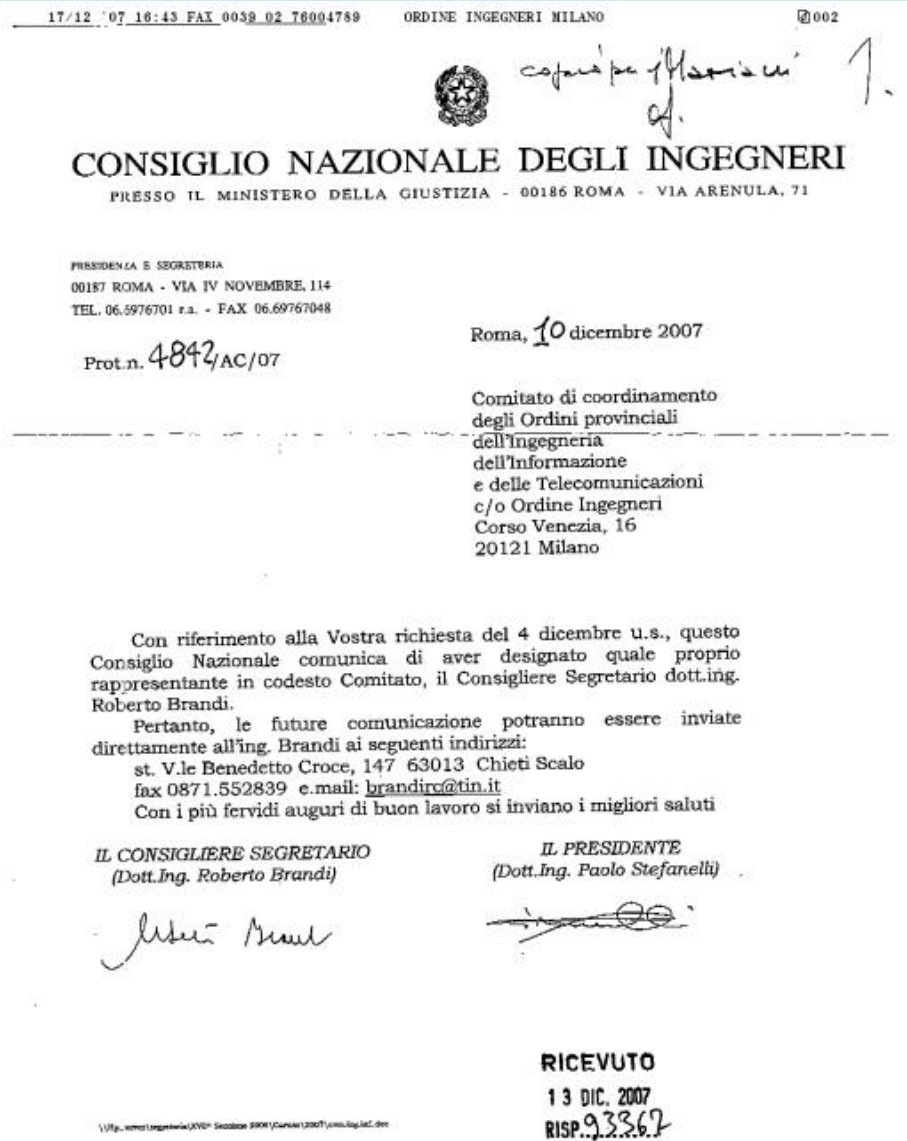 17/12 '07 16:43 FAX 0039 02 76004789 ORDINE INGEGNERI MILANO 002
1.
CONSIGLIO NAZIONALE DEGLI INGEGNERI
PRESSO IL MINISTERO DELLA GIUSTIZIA - 00186 ROMA - VIA ARENULA, 71
PRESIDENZA E SEGRETERIA
00187 ROMA - VIA IV NOVEMBRE, 114
TEL. 06.6976701 r.a. - FAX 06.69767048
Roma, 10 dicembre 2007
Prot.n. 4842/AC/07
Comitato di coordinamento
degli Ordini provinciali
dell'Ingegneria
dell'Informazione
e delle Telecomunicazioni
c/o Ordine Ingegneri
Corso Venezia, 16
20121 Milano
Con riferimento alla Vostra richiesta del 4 dicembre u.s., questo
Consiglio Nazionale comunica di aver designato quale proprio
rappresentante in codesto Comitato, il Consigliere Segretario dott.ing.
Roberto Brandi.
Pertanto, le future comunicazione potranno essere inviate
direttamente all'ing. Brandi ai seguenti indirizzi:
st. V.le Benedetto Croce, 147 63013 Chieti Scalo
fax 0871.552839 e.mail: brandirc@tin.it
Con i più fervidi auguri di buon lavoro si inviano i migliori saluti
IL CONSIGLIERE SEGRETARIO
(Dott.Ing. Roberto Brandi)
IL PRESIDENTE
(Dott.Ing. Paolo Stefanelli)
RICEVUTO
13 DIC. 2007
RISP. 93367